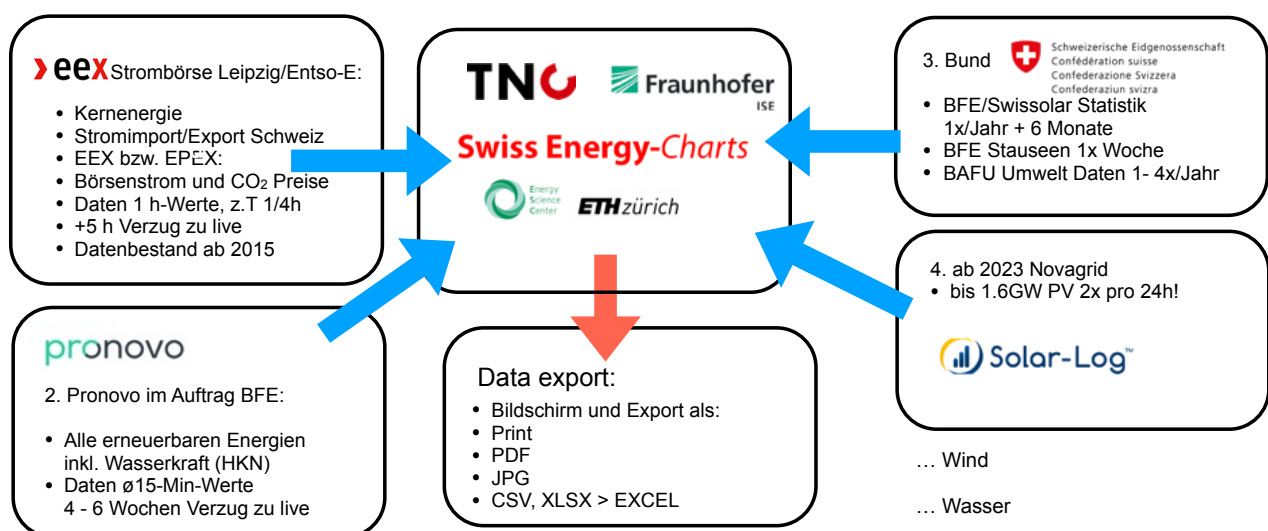 eex Strombörse Leipzig/Entso-E:
• Kernenergie
• Stromimport/Export Schweiz
• EEX bzw. EPEX:
• Börsenstrom und CO₂ Preise
• Daten 1 h-Werte, z.T 1/4h
• +5 h Verzug zu live
• Datenbestand ab 2015
pronovo
2. Pronovo im Auftrag BFE:
• Alle erneuerbaren Energien
inkl. Wasserkraft (HKN)
• Daten ø15-Min-Werte
4 - 6 Wochen Verzug zu live
TNC
Fraunhofer
ISE
Swiss Energy-Charts
Energy
Science
Center
ETH zürich
Data export:
• Bildschirm und Export als:
• Print
• PDF
• JPG
• CSV, XLSX > EXCEL
3. Bund
Schweizerische Eidgenossenschaft
Confédération suisse
Confederazione Svizzera
Confederaziun svizra
• BFE/Swissolar Statistik
1x/Jahr + 6 Monate
• BFE Stauseen 1x Woche
• BAFU Umwelt Daten 1- 4x/Jahr
4. ab 2023 Novagrid
• bis 1.6GW PV 2x pro 24h!
Solar-Log™
… Wind
… Wasser